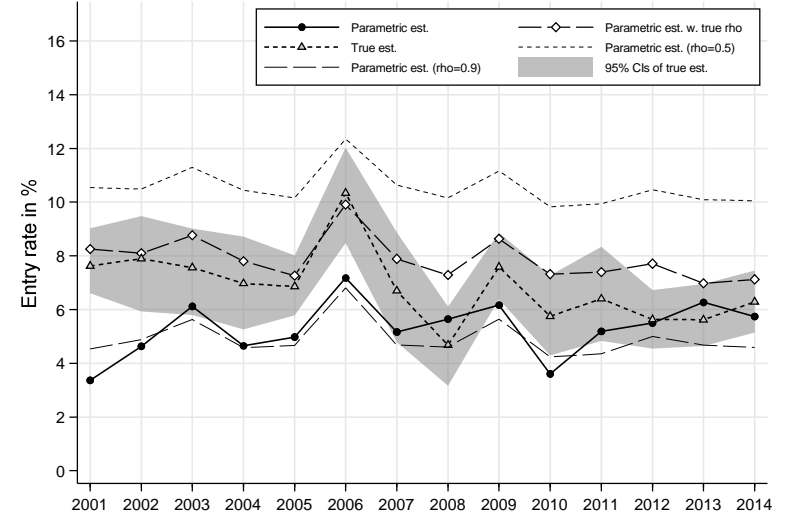 Parametric est.
Parametric est. w. true rho
True est.
Parametric est. (rho=0.5)
Parametric est. (rho=0.9)
95% CIs of true est.
Entry rate in %
16
14
12
10
8
6
4
2
0
2001 2002 2003 2004 2005 2006 2007 2008 2009 2010 2011 2012 2013 2014